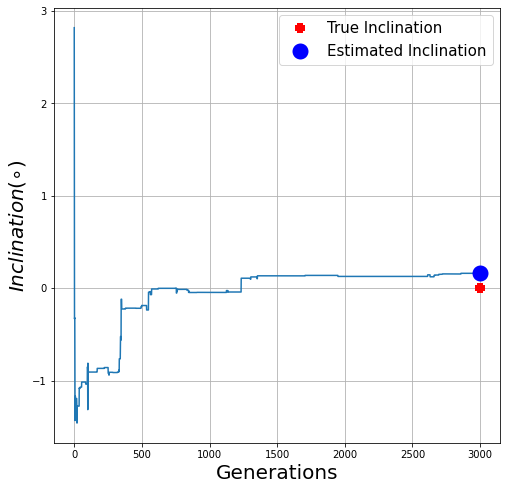 3
2
1
0
−1
Inclination(∘)
True Inclination
Estimated Inclination
0 500 1000 1500 2000 2500 3000
Generations